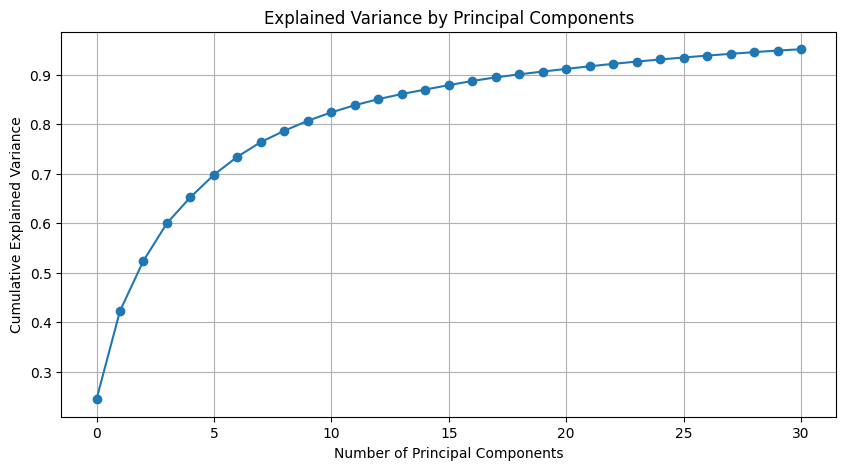 Explained Variance by Principal Components
Cumulative Explained Variance
0.9
0.8
0.7
0.6
0.5
0.4
0.3
0 5 10 15 20 25 30
Number of Principal Components